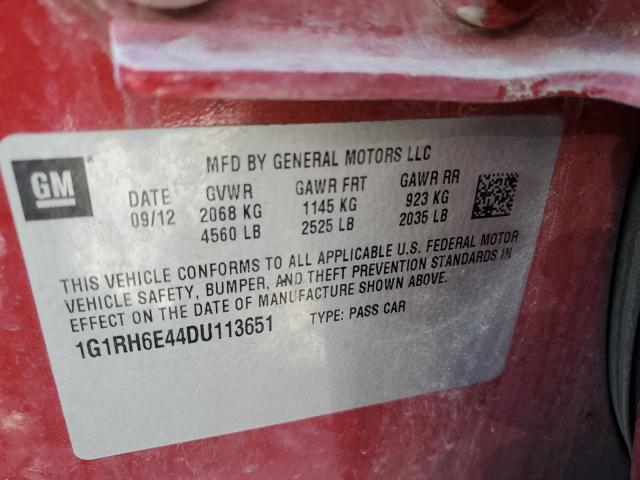 GM
MFD BY GENERAL MOTORS LLC
DATE GVWR GAWR FRT GAWR RR
09/12 2068 KG 1145 KG 923 KG
4560 LB 2525 LB 2035 LB
THIS VEHICLE CONFORMS TO ALL APPLICABLE U.S. FEDERAL MOTOR
VEHICLE SAFETY, BUMPER, AND THEFT PREVENTION STANDARDS IN
EFFECT ON THE DATE OF MANUFACTURE SHOWN ABOVE.
1G1RH6E44DU113651 TYPE: PASS CAR